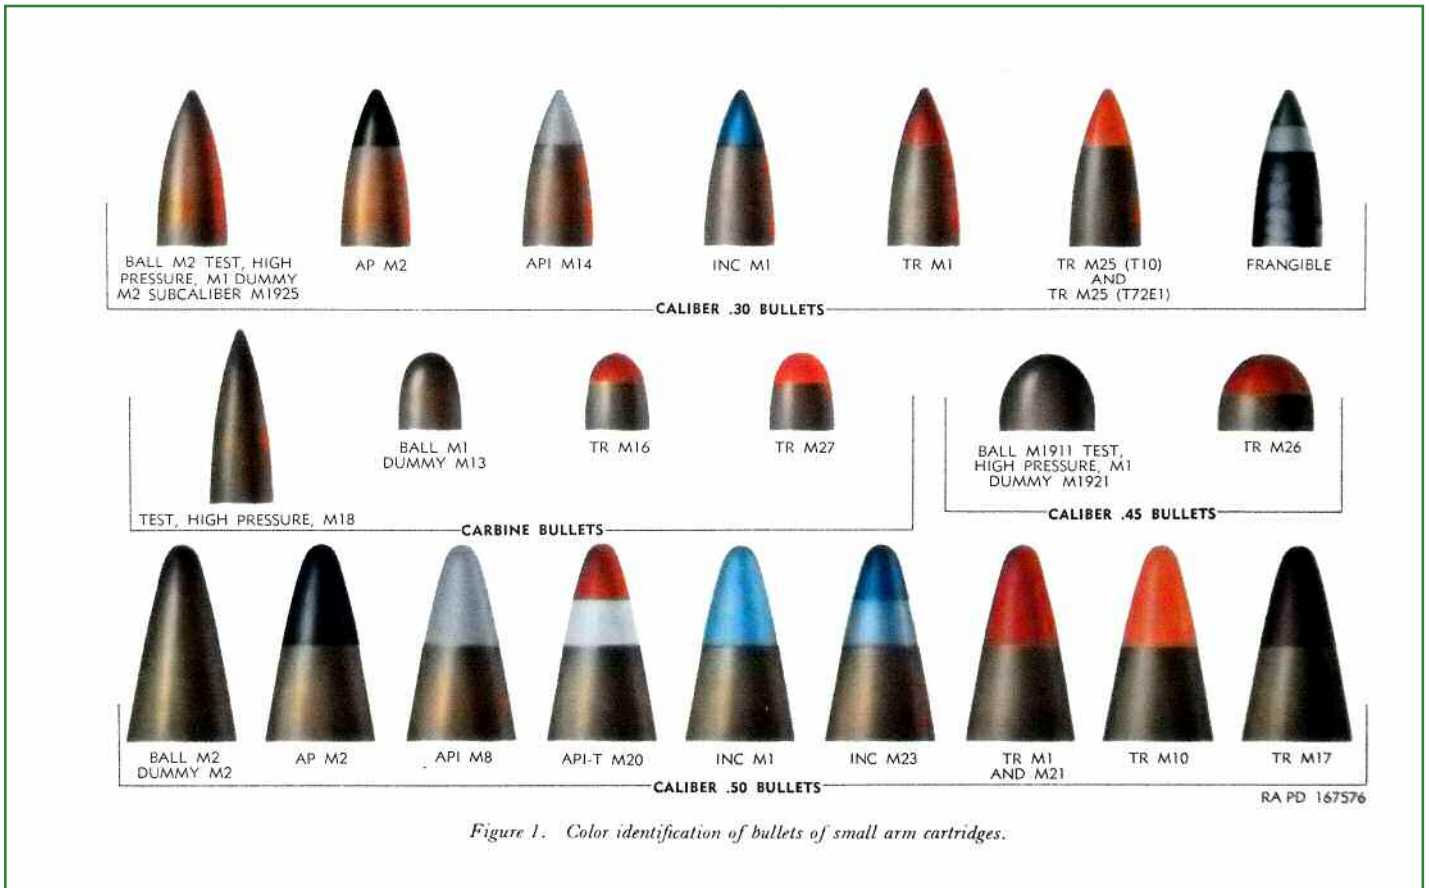 BALL M2 TEST, HIGH
PRESSURE, M1 DUMMY
M2 SUBCALIBER M1925
AP M2
API M14
INC M1
TR M1
TR M25 (T10)
AND
TR M25 (T72E1)
FRANGIBLE
CALIBER .30 BULLETS
TEST, HIGH PRESSURE, M18
BALL M1
DUMMY M13
TR M16
TR M27
CARBINE BULLETS
BALL M1911 TEST,
HIGH PRESSURE, M1
DUMMY M1921
TR M26
CALIBER .45 BULLETS
BALL M2
DUMMY M2
AP M2
API M8
API-T M20
INC M1
INC M23
TR M1
AND M21
TR M10
TR M17
CALIBER .50 BULLETS
RA PD 167576
Figure 1. Color identification of bullets of small arm cartridges.